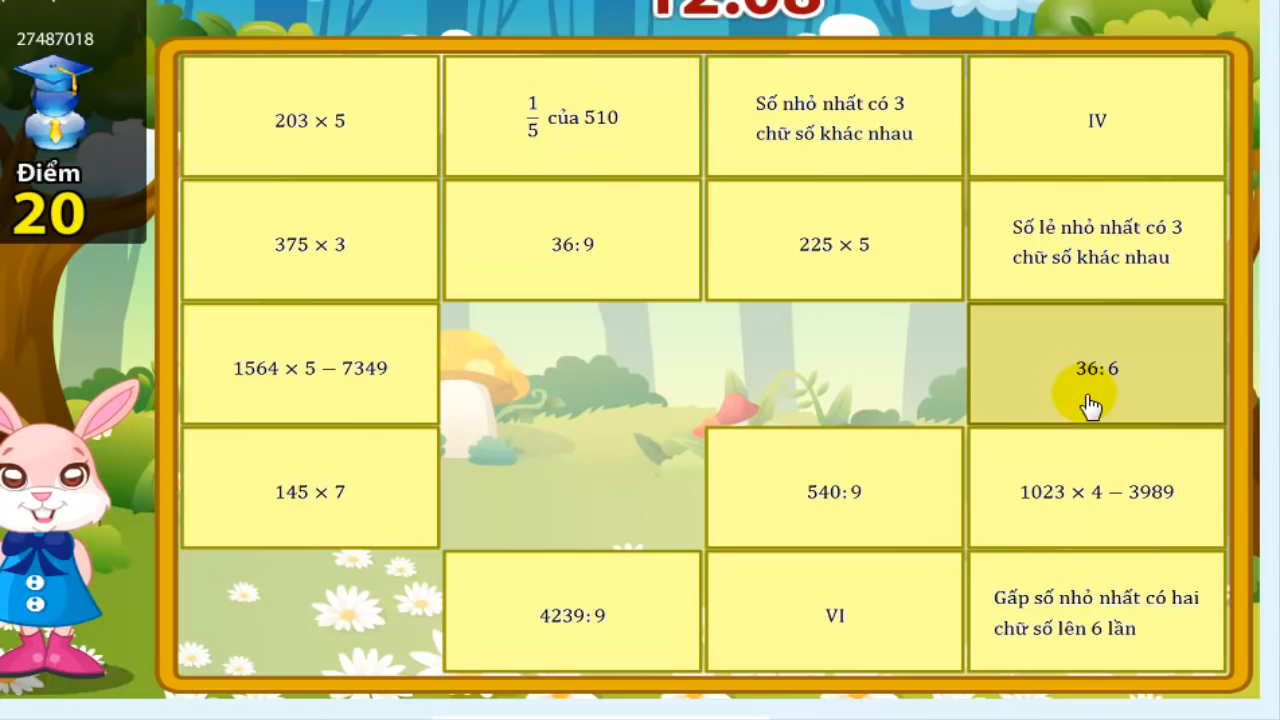 12:08
27487018
Điểm
20
203 × 5
1/5 của 510
Số nhỏ nhất có 3
chữ số khác nhau
IV
375 × 3
36: 9
225 × 5
Số lẻ nhỏ nhất có 3
chữ số khác nhau
1564 × 5 − 7349
36: 6
145 × 7
540: 9
1023 × 4 − 3989
4239: 9
VI
Gấp số nhỏ nhất có hai
chữ số lên 6 lần